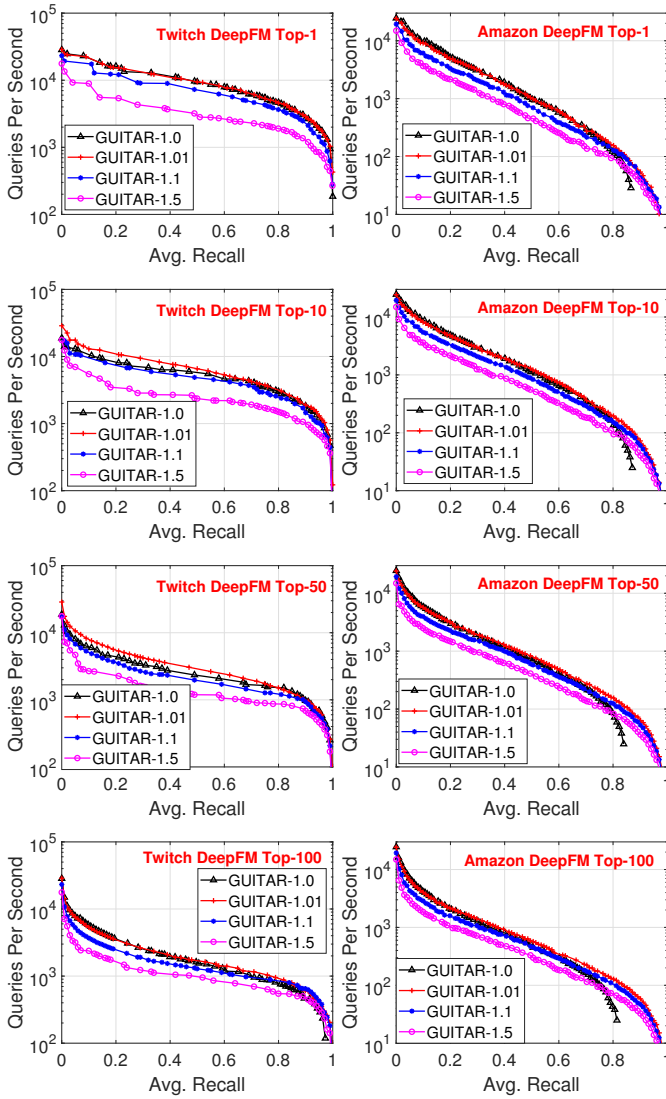 Twitch DeepFM Top-1
Queries Per Second
10^5
10^4
10^3
10^2
GUITAR-1.0
GUITAR-1.01
GUITAR-1.1
GUITAR-1.5
0 0.2 0.4 0.6 0.8 1
Avg. Recall
Amazon DeepFM Top-1
Queries Per Second
10^4
10^3
10^2
10^1
GUITAR-1.0
GUITAR-1.01
GUITAR-1.1
GUITAR-1.5
0 0.2 0.4 0.6 0.8 1
Avg. Recall
Twitch DeepFM Top-10
Queries Per Second
10^5
10^4
10^3
10^2
GUITAR-1.0
GUITAR-1.01
GUITAR-1.1
GUITAR-1.5
0 0.2 0.4 0.6 0.8 1
Avg. Recall
Amazon DeepFM Top-10
Queries Per Second
10^4
10^3
10^2
10^1
GUITAR-1.0
GUITAR-1.01
GUITAR-1.1
GUITAR-1.5
0 0.2 0.4 0.6 0.8 1
Avg. Recall
Twitch DeepFM Top-50
Queries Per Second
10^5
10^4
10^3
10^2
GUITAR-1.0
GUITAR-1.01
GUITAR-1.1
GUITAR-1.5
0 0.2 0.4 0.6 0.8 1
Avg. Recall
Amazon DeepFM Top-50
Queries Per Second
10^4
10^3
10^2
10^1
GUITAR-1.0
GUITAR-1.01
GUITAR-1.1
GUITAR-1.5
0 0.2 0.4 0.6 0.8 1
Avg. Recall
Twitch DeepFM Top-100
Queries Per Second
10^5
10^4
10^3
10^2
GUITAR-1.0
GUITAR-1.01
GUITAR-1.1
GUITAR-1.5
0 0.2 0.4 0.6 0.8 1
Avg. Recall
Amazon DeepFM Top-100
Queries Per Second
10^4
10^3
10^2
10^1
GUITAR-1.0
GUITAR-1.01
GUITAR-1.1
GUITAR-1.5
0 0.2 0.4 0.6 0.8 1
Avg. Recall